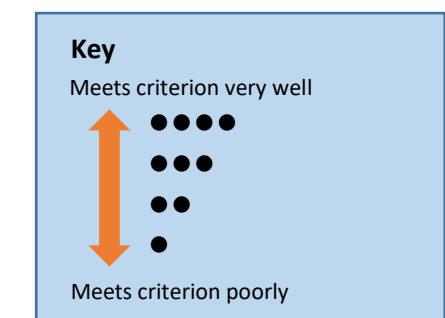 Key
Meets criterion very well
●●●●
●●●
●●
●
Meets criterion poorly